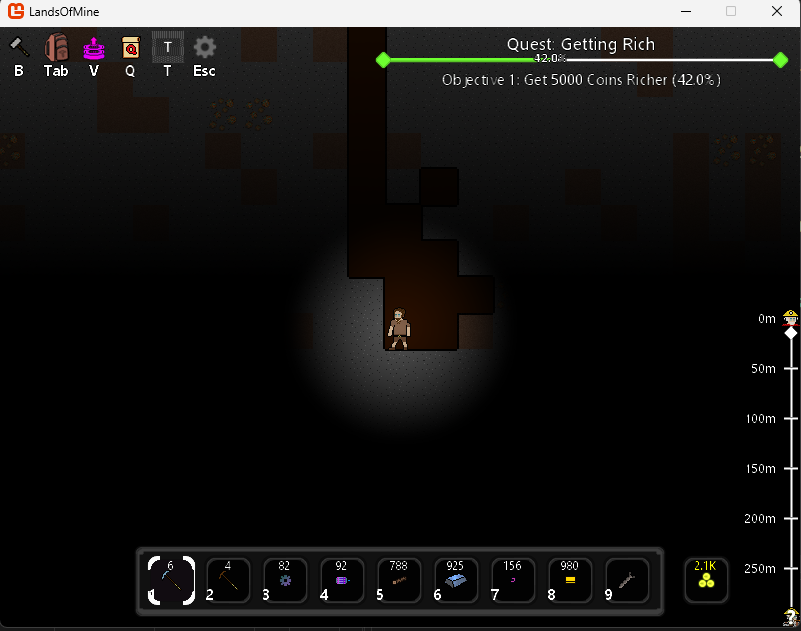 LandsOfMine
B Tab V Q T T Esc
Quest: Getting Rich
42.0%
Objective 1: Get 5000 Coins Richer (42.0%)
0m
50m
100m
150m
200m
250m
6 4 82 92 788 925 156 980 2.1K
1 2 3 4 5 6 7 8 9